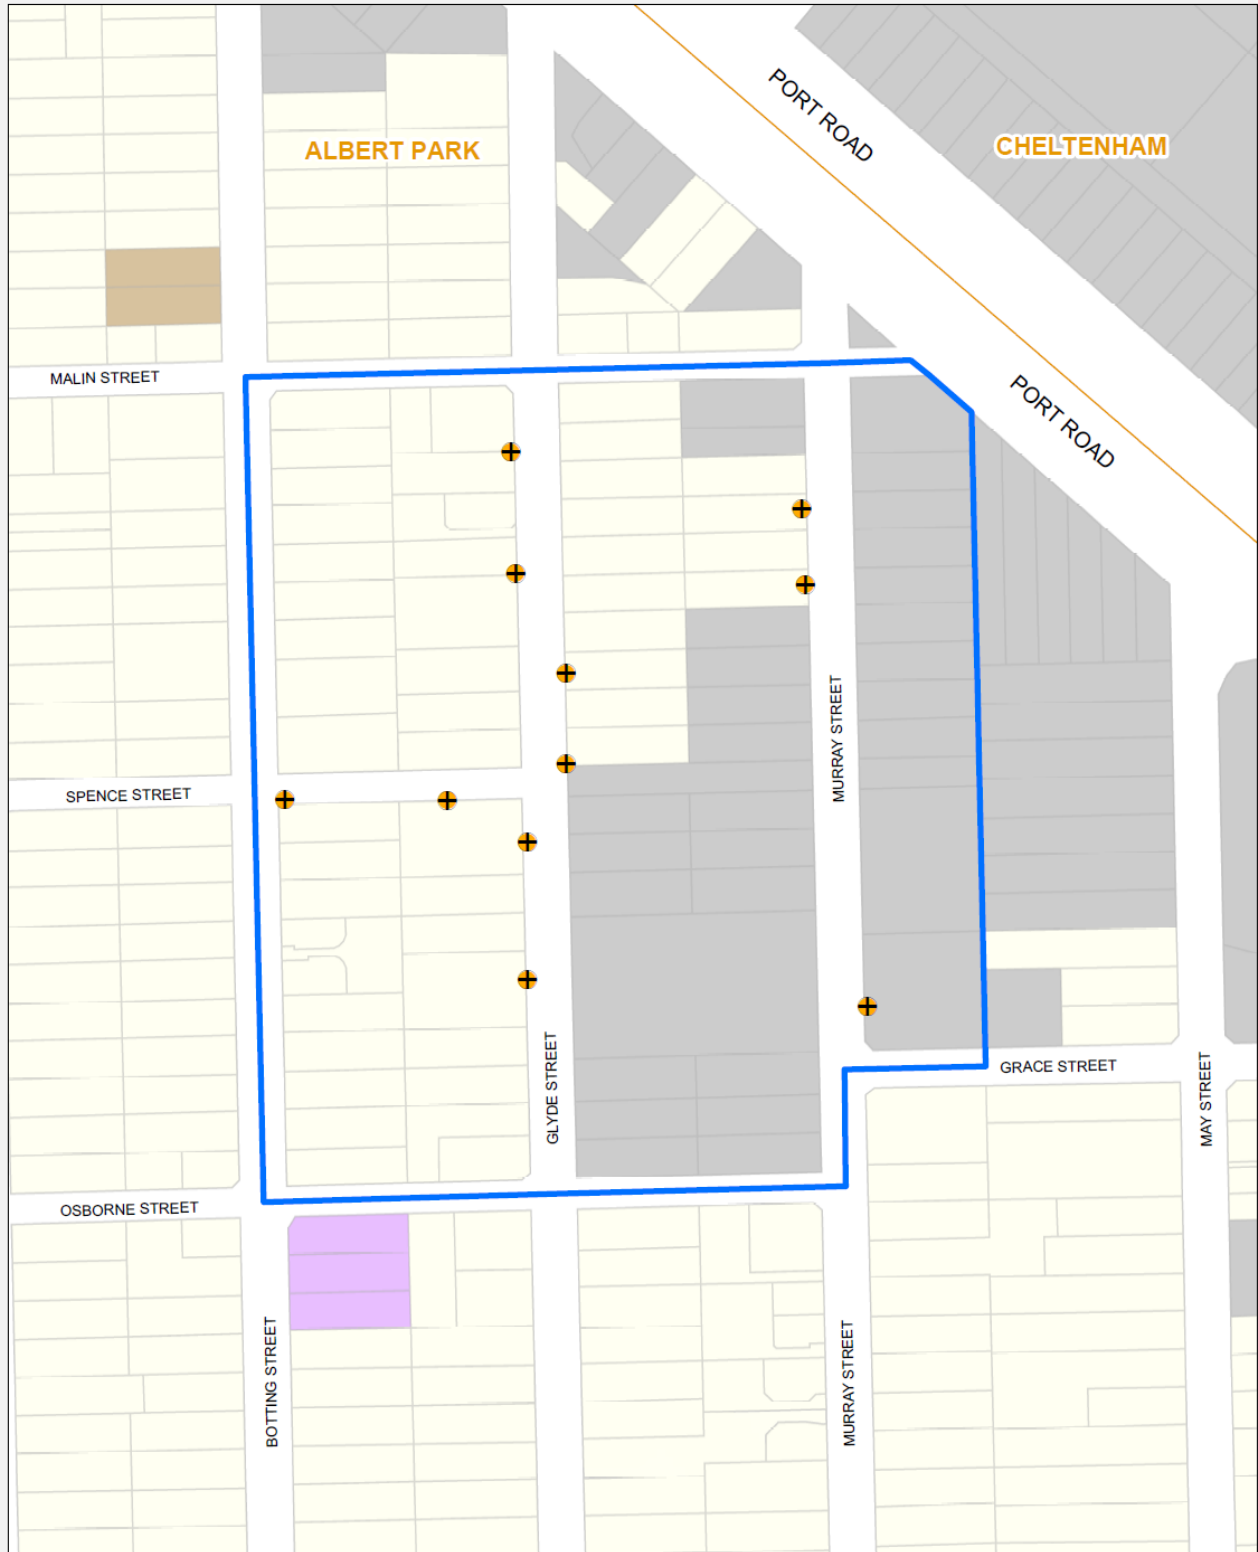 PORT ROAD
ALBERT PARK
CHELTENHAM
MALIN STREET
PORT ROAD
MURRAY STREET
SPENCE STREET
GLYDE STREET
GRACE STREET
MAY STREET
OSBORNE STREET
BOTTING STREET
MURRAY STREET